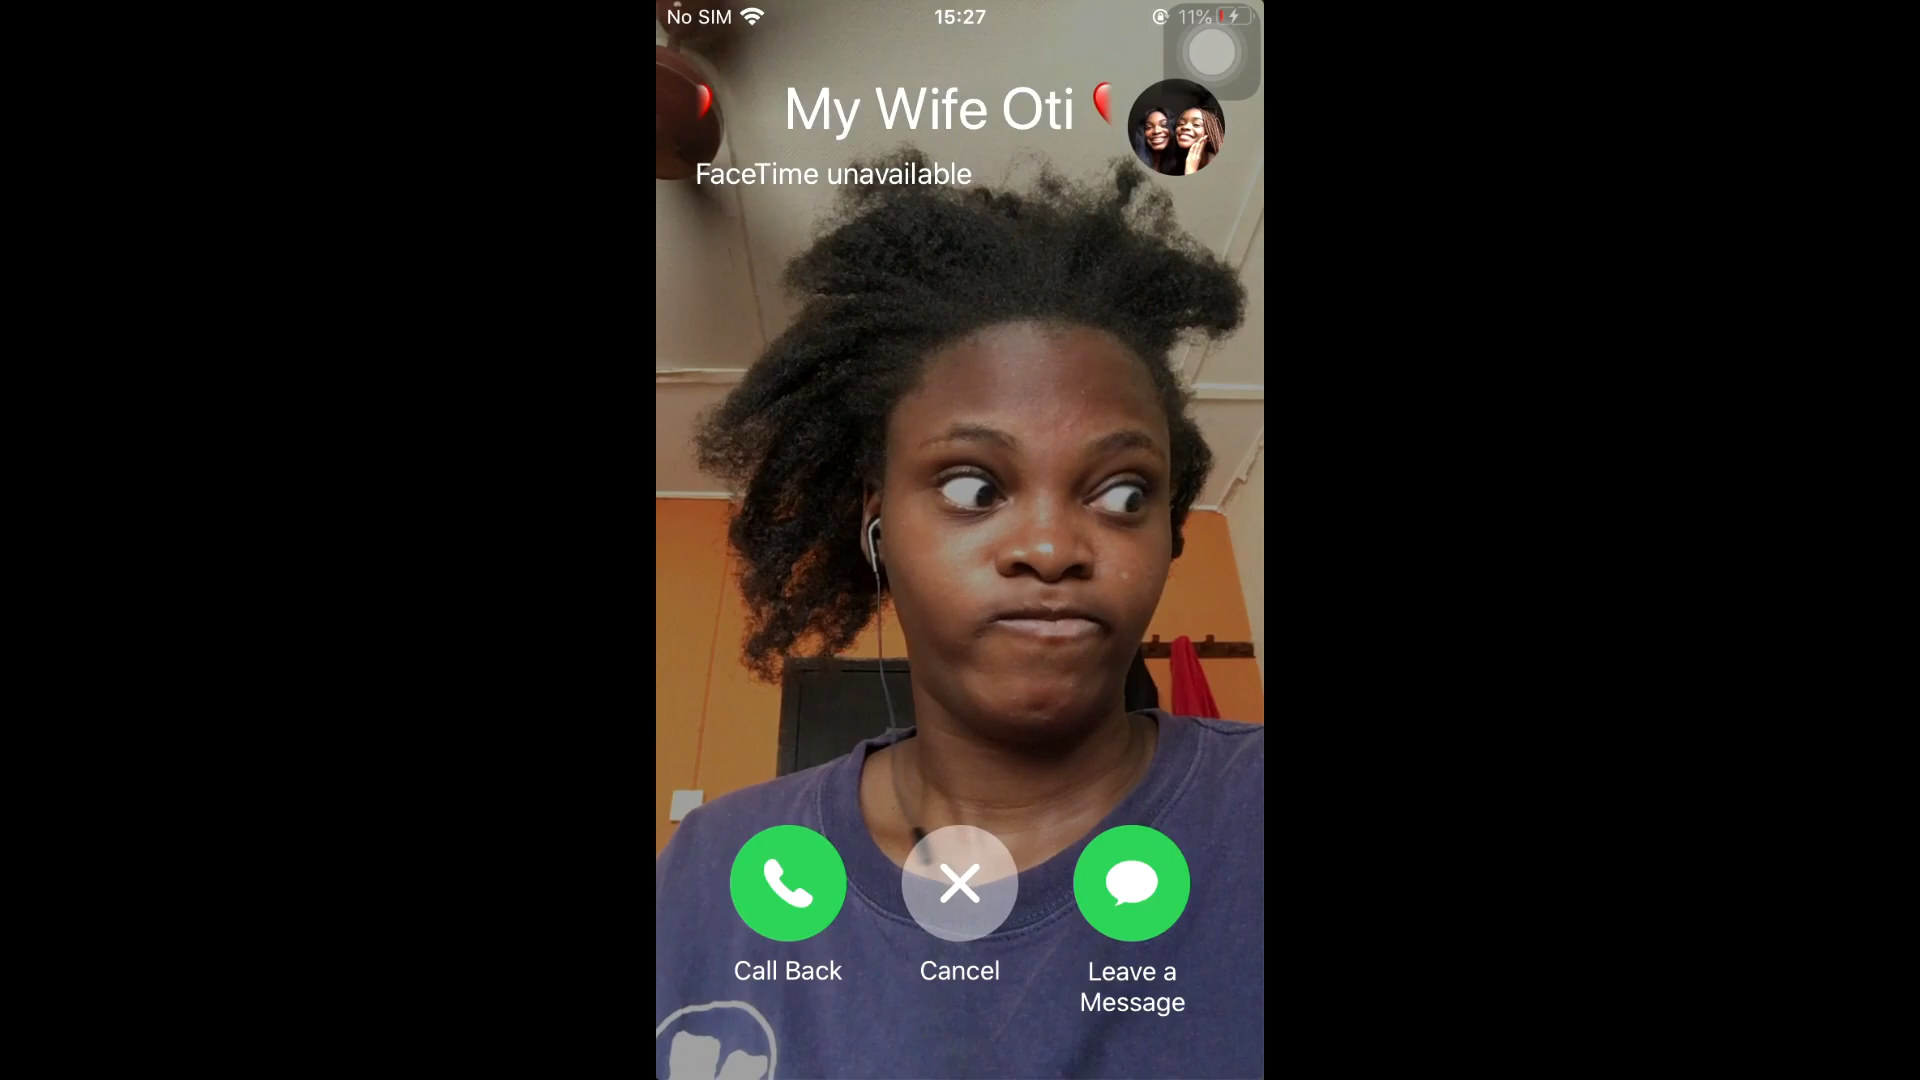 No SIM 15:27 11%
My Wife Oti
FaceTime unavailable
Call Back Cancel Leave a
Message